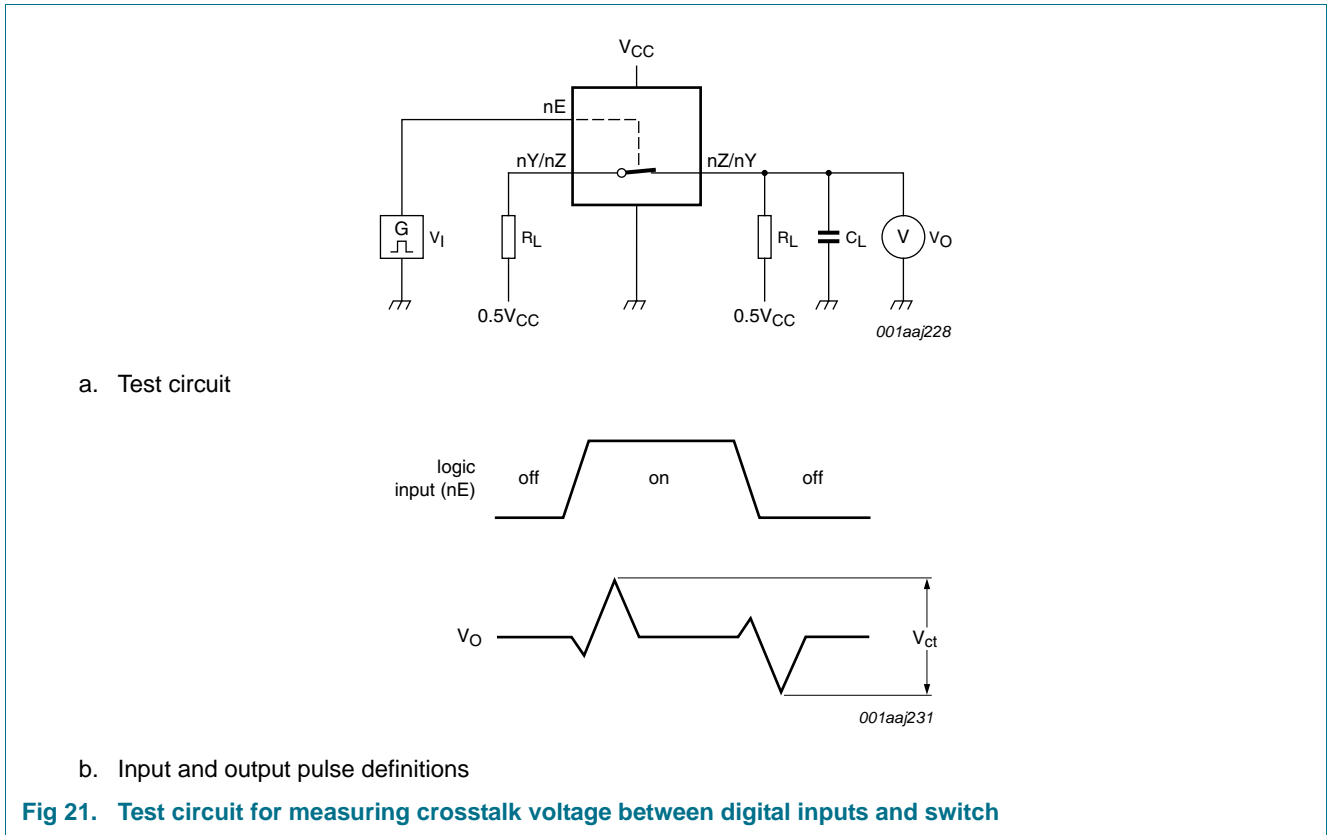 VCC
nE
nY/nZ
nZ/nY
G
VI
RL
RL
CL
V
VO
0.5VCC
0.5VCC
001aaj228
a. Test circuit
logic
input (nE)
off
on
off
VO
Vct
001aaj231
b. Input and output pulse definitions
Fig 21. Test circuit for measuring crosstalk voltage between digital inputs and switch